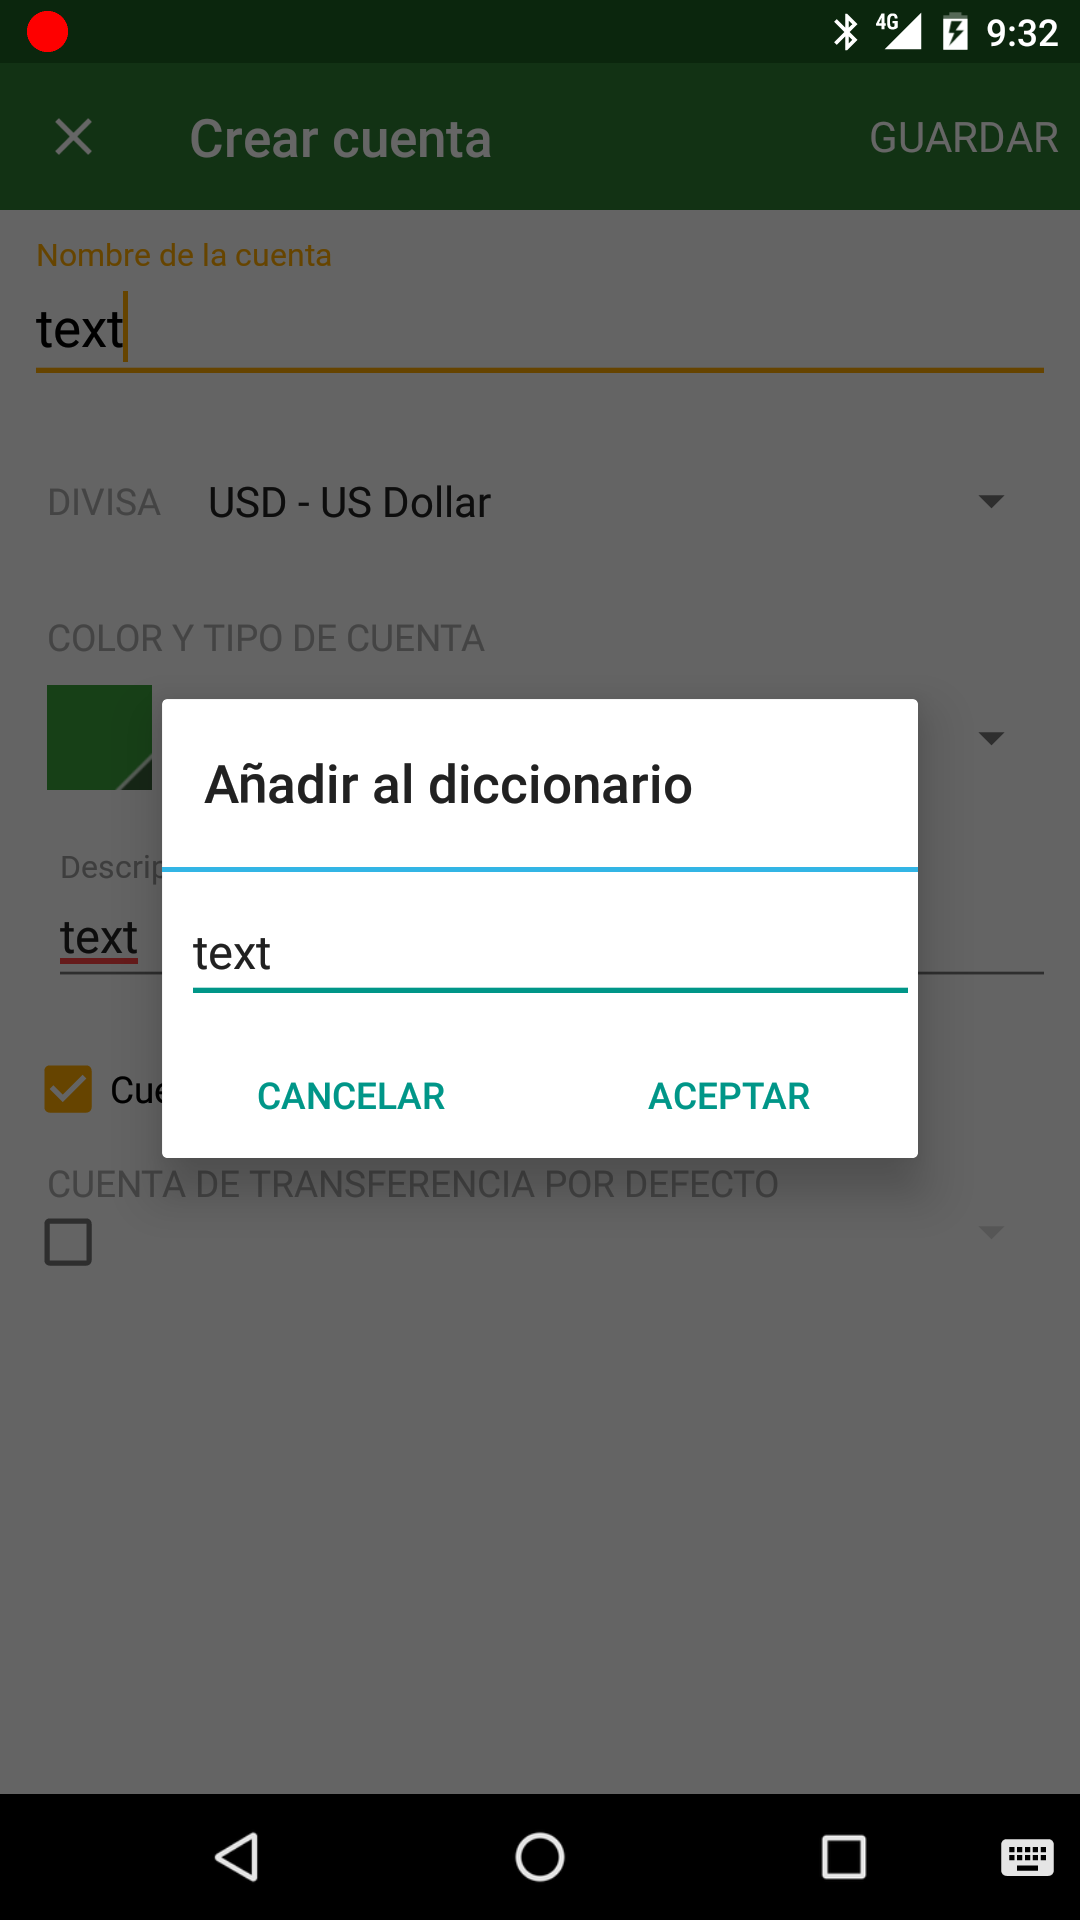 4G 9:32
Crear cuenta GUARDAR
Nombre de la cuenta
text
DIVISA USD - US Dollar
COLOR Y TIPO DE CUENTA
Añadir al diccionario
Descrip
text
text
CANCELAR ACEPTAR
Cue
CUENTA DE TRANSFERENCIA POR DEFECTO